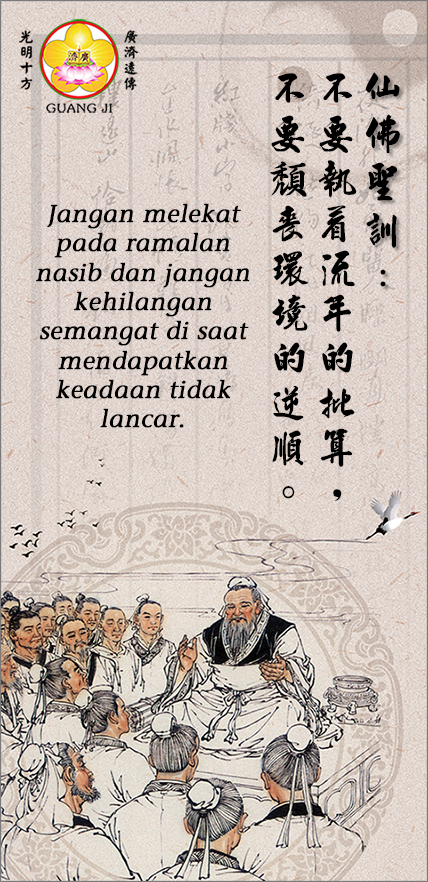 光明十方
廣濟遠傳
廣濟
GUANG JI
仙佛聖訓：
不要執着流年的批算，
不要頹喪環境的逆順。
Jangan melekat
pada ramalan
nasib dan jangan
kehilangan
semangat di saat
mendapatkan
keadaan tidak
lancar.